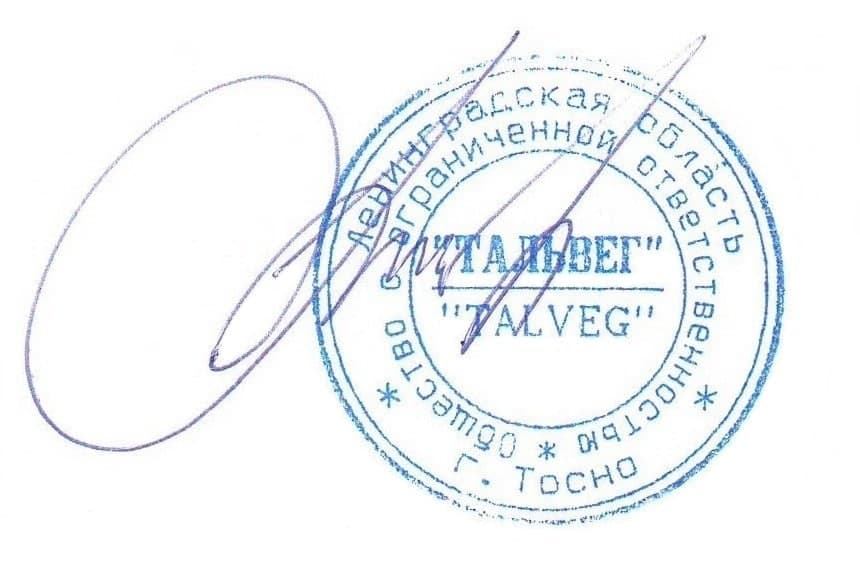 Ленинградская область
* г. Тосно *
Общество с ограниченной ответственностью *
"ТАЛЬВЕГ"
"TALVEG"